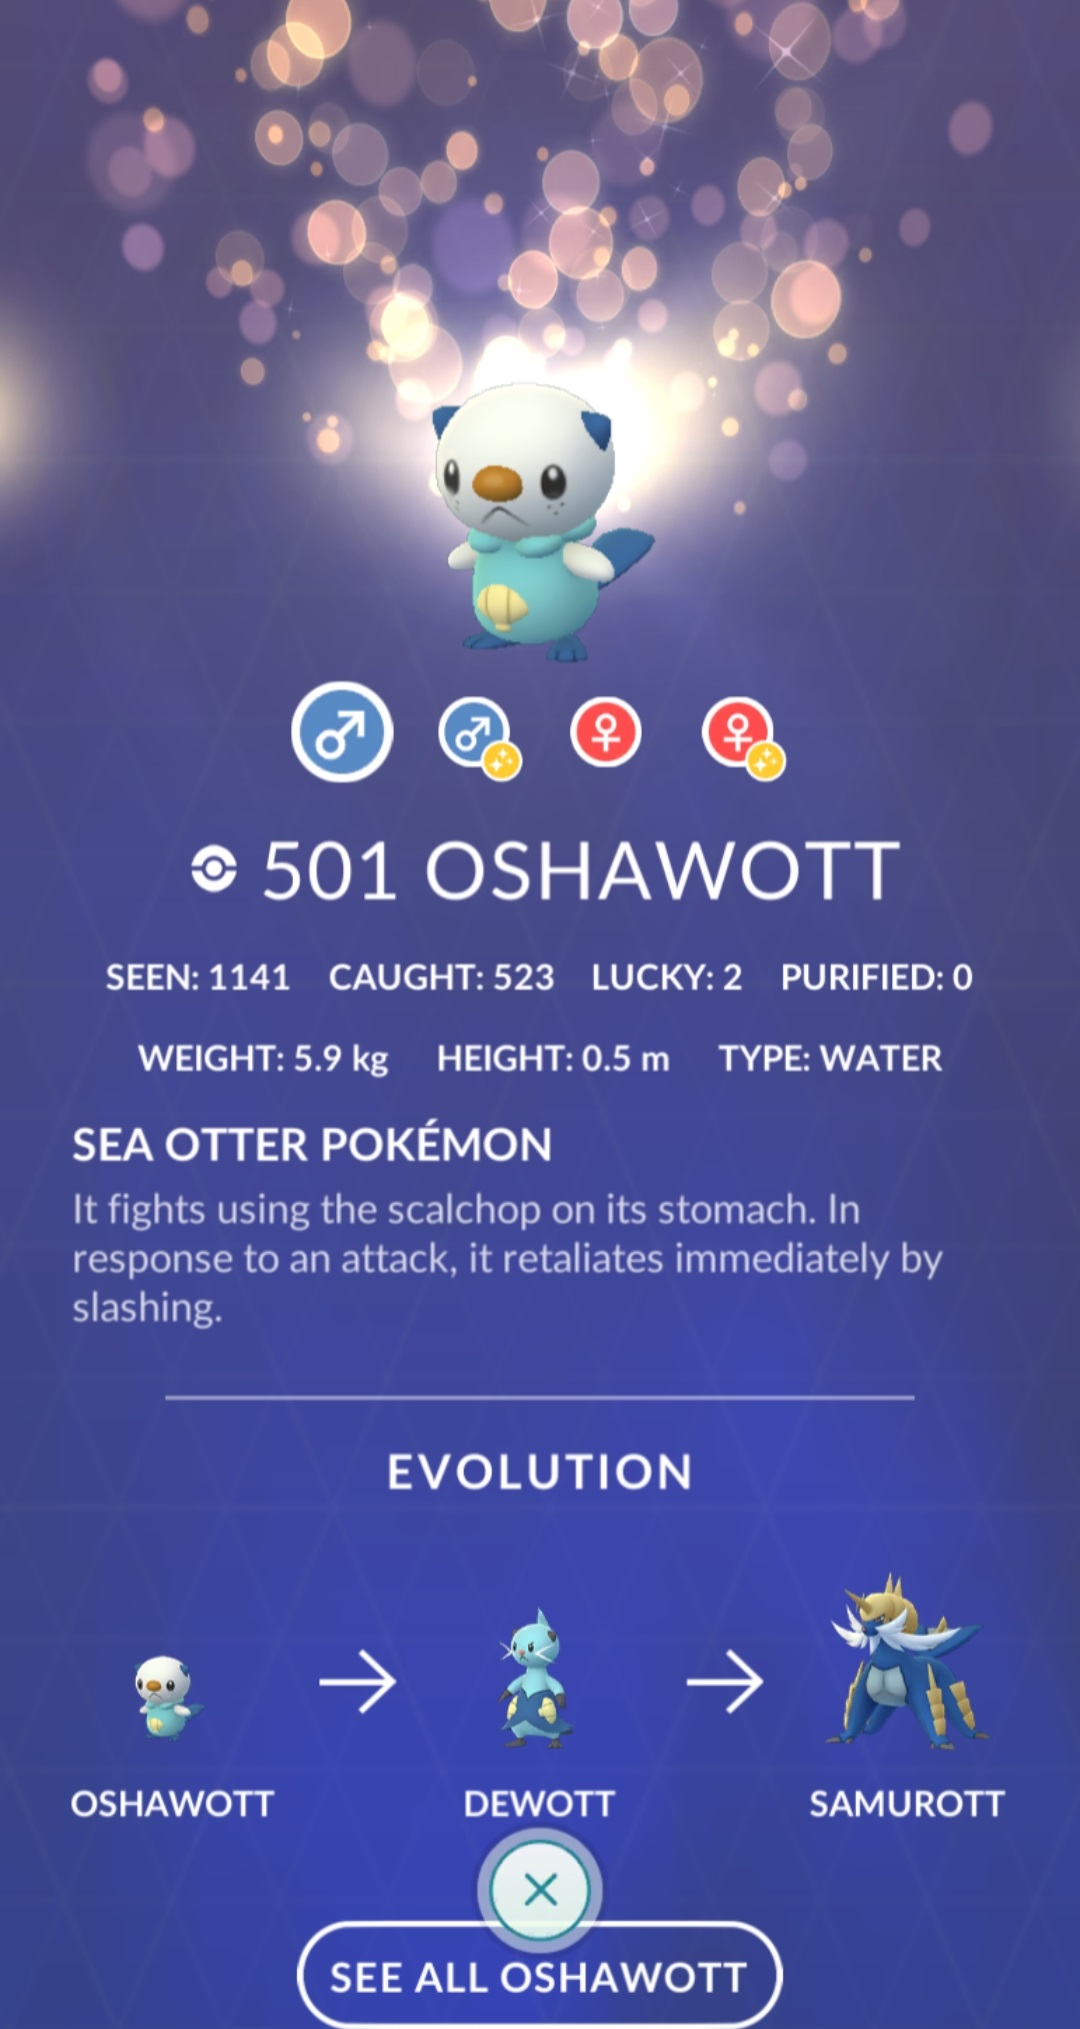 501 OSHAWOTT
SEEN: 1141 CAUGHT: 523 LUCKY: 2 PURIFIED: 0
WEIGHT: 5.9 kg HEIGHT: 0.5 m TYPE: WATER
SEA OTTER POKÉMON
It fights using the scalchop on its stomach. In
response to an attack, it retaliates immediately by
slashing.
EVOLUTION
OSHAWOTT DEWOTT SAMUROTT
SEE ALL OSHAWOTT